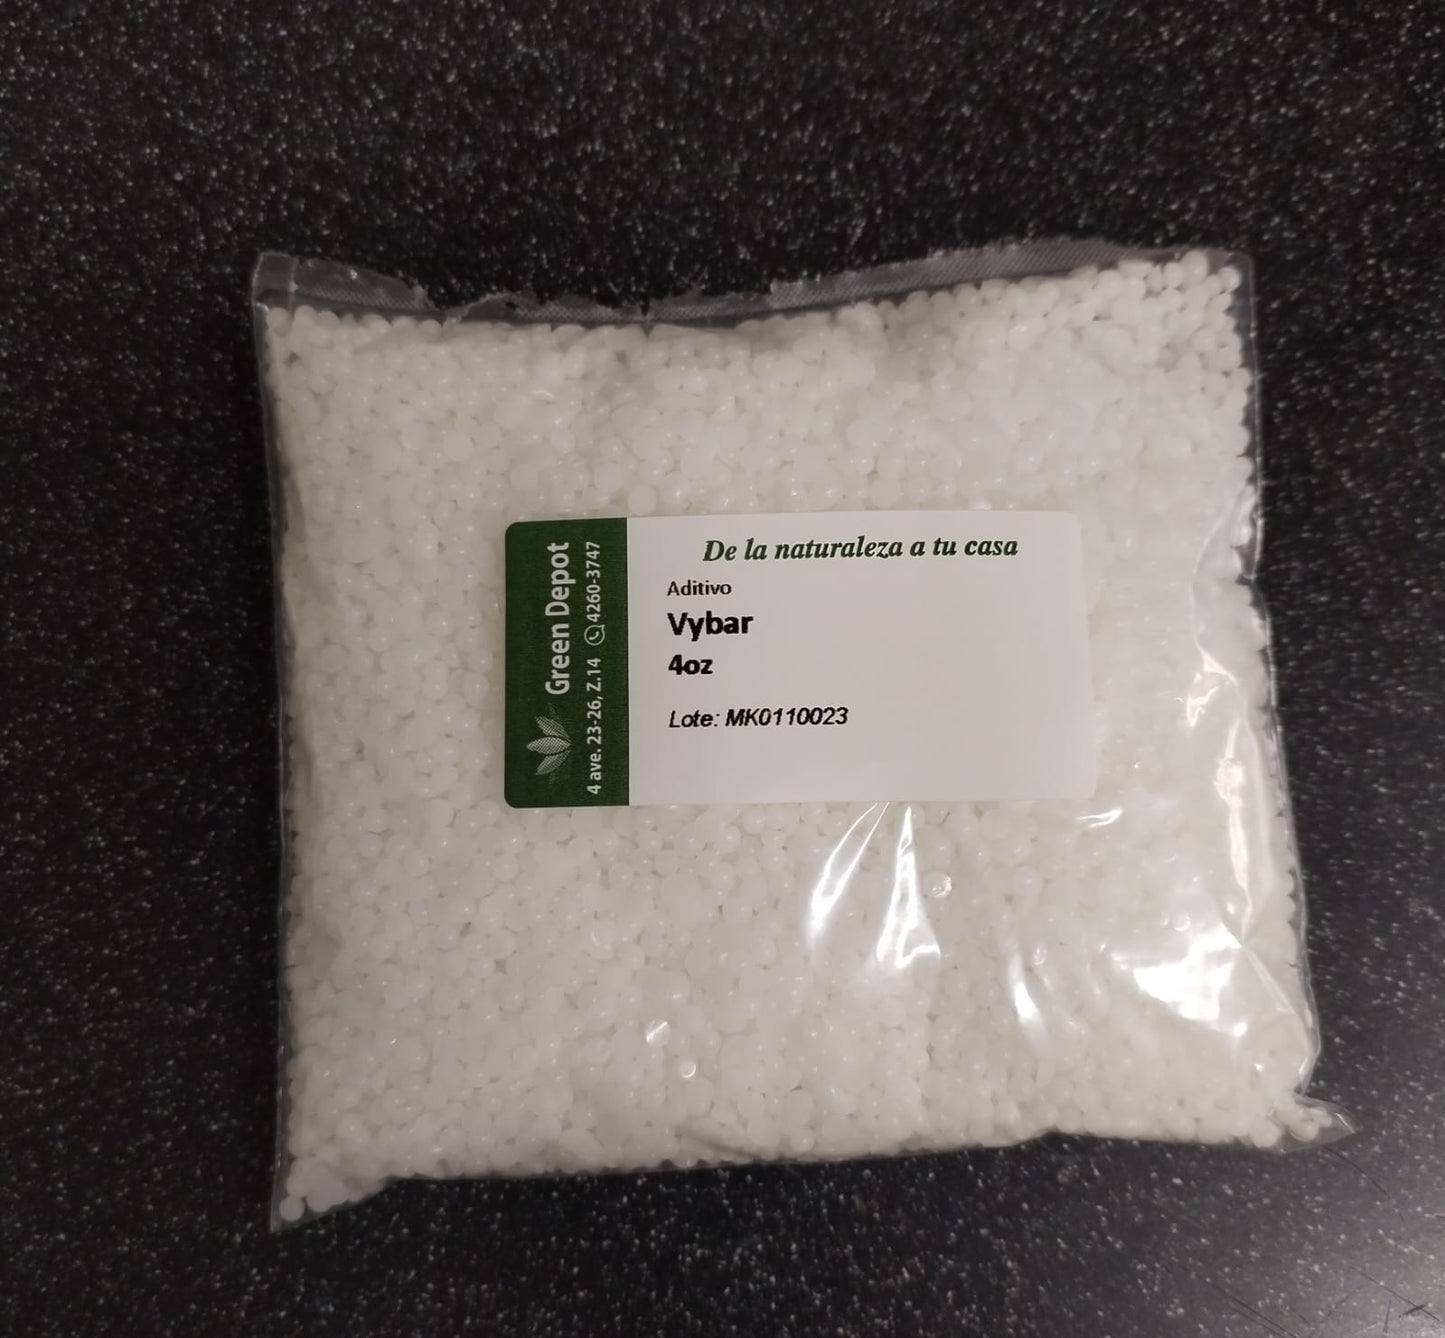 Green Depot
4 ave. 23-26, Z.14 4260-3747
De la naturaleza a tu casa
Aditivo
Vybar
4oz
Lote: MK0110023